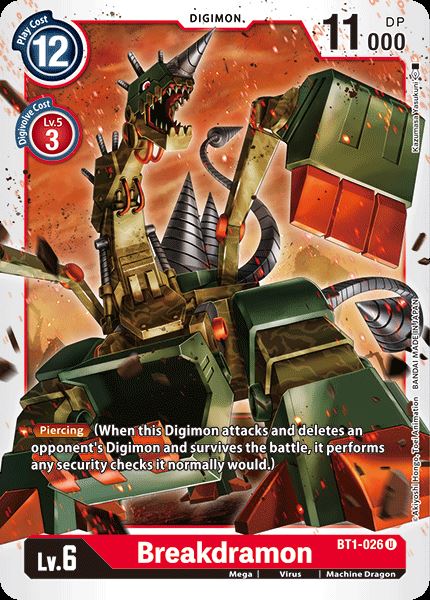 Play Cost
12
DIGIMON.
11000 DP
Digivolve Cost
Lv.5
3
Kazumasa Yasukuni
Piercing (When this Digimon attacks and deletes an
opponent's Digimon and survives the battle, it performs
any security checks it normally would.)
©Akiyoshi Hongo, Toei Animation BANDAI MADE IN JAPAN
Lv.6
Breakdramon
BT1-026 U
Mega | Virus | Machine Dragon